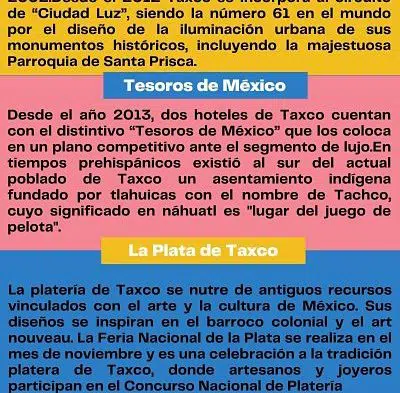 de “Ciudad Luz”, siendo la número 61 en el mundo
por el diseño de la iluminación urbana de sus
monumentos históricos, incluyendo la majestuosa
Parroquia de Santa Prisca.
Tesoros de México
Desde el año 2013, dos hoteles de Taxco cuentan
con el distintivo “Tesoros de México” que los coloca
en un plano competitivo ante el segmento de lujo.En
tiempos prehispánicos existió al sur del actual
poblado de Taxco un asentamiento indígena
fundado por tlahuicas con el nombre de Tachco,
cuyo significado en náhuatl es "lugar del juego de
pelota".
La Plata de Taxco
La platería de Taxco se nutre de antiguos recursos
vinculados con el arte y la cultura de México. Sus
diseños se inspiran en el barroco colonial y el art
nouveau. La Feria Nacional de la Plata se realiza en el
mes de noviembre y es una celebración a la tradición
platera de Taxco, donde artesanos y joyeros
participan en el Concurso Nacional de Platería